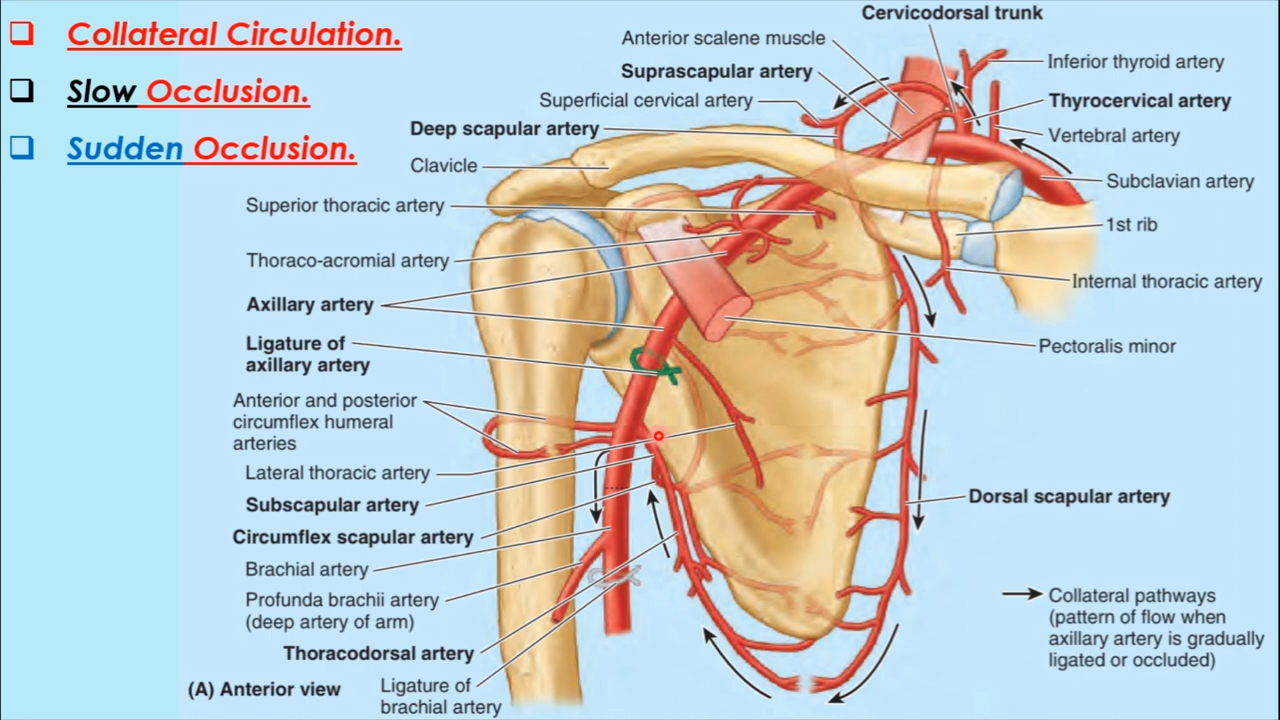 Collateral Circulation.
Slow Occlusion.
Sudden Occlusion.
Cervicodorsal trunk
Anterior scalene muscle
Suprascapular artery
Superficial cervical artery
Deep scapular artery
Clavicle
Superior thoracic artery
Thoraco-acromial artery
Axillary artery
Ligature of
axillary artery
Anterior and posterior
circumflex humeral
arteries
Lateral thoracic artery
Subscapular artery
Circumflex scapular artery
Brachial artery
Profunda brachii artery
(deep artery of arm)
Thoracodorsal artery
(A) Anterior view
Ligature of
brachial artery
Inferior thyroid artery
Thyrocervical artery
Vertebral artery
Subclavian artery
1st rib
Internal thoracic artery
Pectoralis minor
Dorsal scapular artery
Collateral pathways
(pattern of flow when
axillary artery is gradually
ligated or occluded)